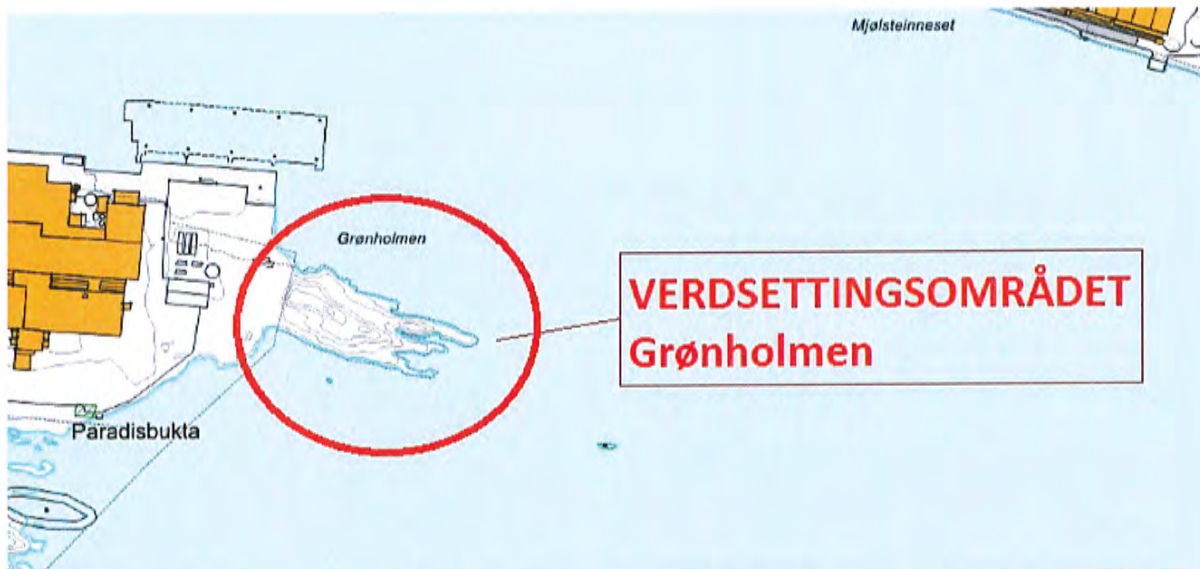 Mjølsteinneset
Grønholmen
VERDSETTINGSOMRÅDET
Grønholmen
Paradisbukta